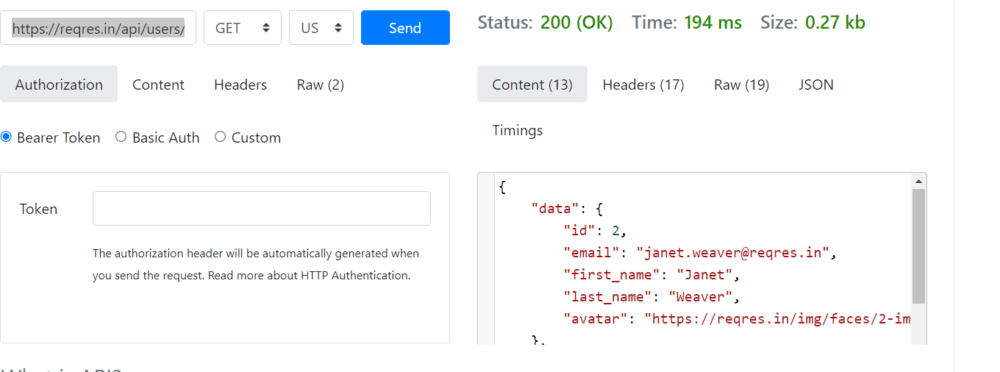 https://reqres.in/api/users/ GET US Send
Authorization Content Headers Raw (2)
Bearer Token Basic Auth Custom
Token
The authorization header will be automatically generated when
you send the request. Read more about HTTP Authentication.
Status: 200 (OK) Time: 194 ms Size: 0.27 kb
Content (13) Headers (17) Raw (19) JSON
Timings
{
"data": {
"id": 2,
"email": "janet.weaver@reqres.in",
"first_name": "Janet",
"last_name": "Weaver",
"avatar": "https://reqres.in/img/faces/2-im
},